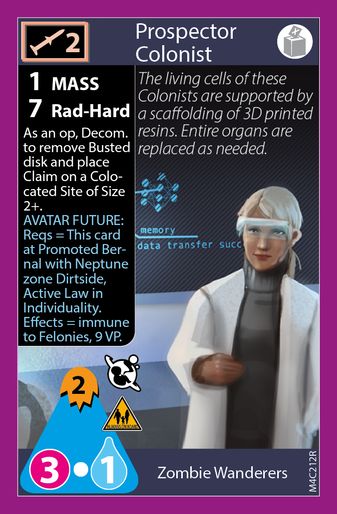 2
Prospector
Colonist
1 MASS
7 Rad-Hard
The living cells of these
Colonists are supported by
a scaffolding of 3D printed
resins. Entire organs are
replaced as needed.
As an op, Decom.
to remove Busted
disk and place
Claim on a Colo-
cated Site of Size
2+.
AVATAR FUTURE:
Reqs = This card
at Promoted Ber-
nal with Neptune
zone Dirtside,
Active Law in
Individuality.
Effects = immune
to Felonies, 9 VP.
memory
data transfer succ
2
3 • 1
Zombie Wanderers
M4C212R